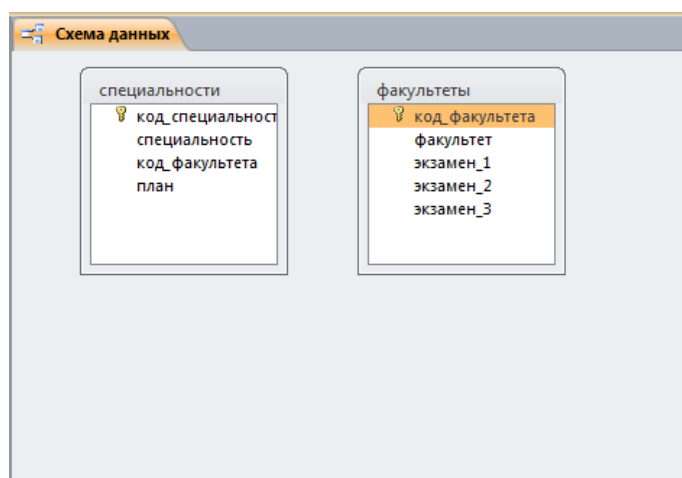 Схема данных
специальности
код_специальност
специальность
код_факультета
план
факультеты
код_факультета
факультет
экзамен_1
экзамен_2
экзамен_3